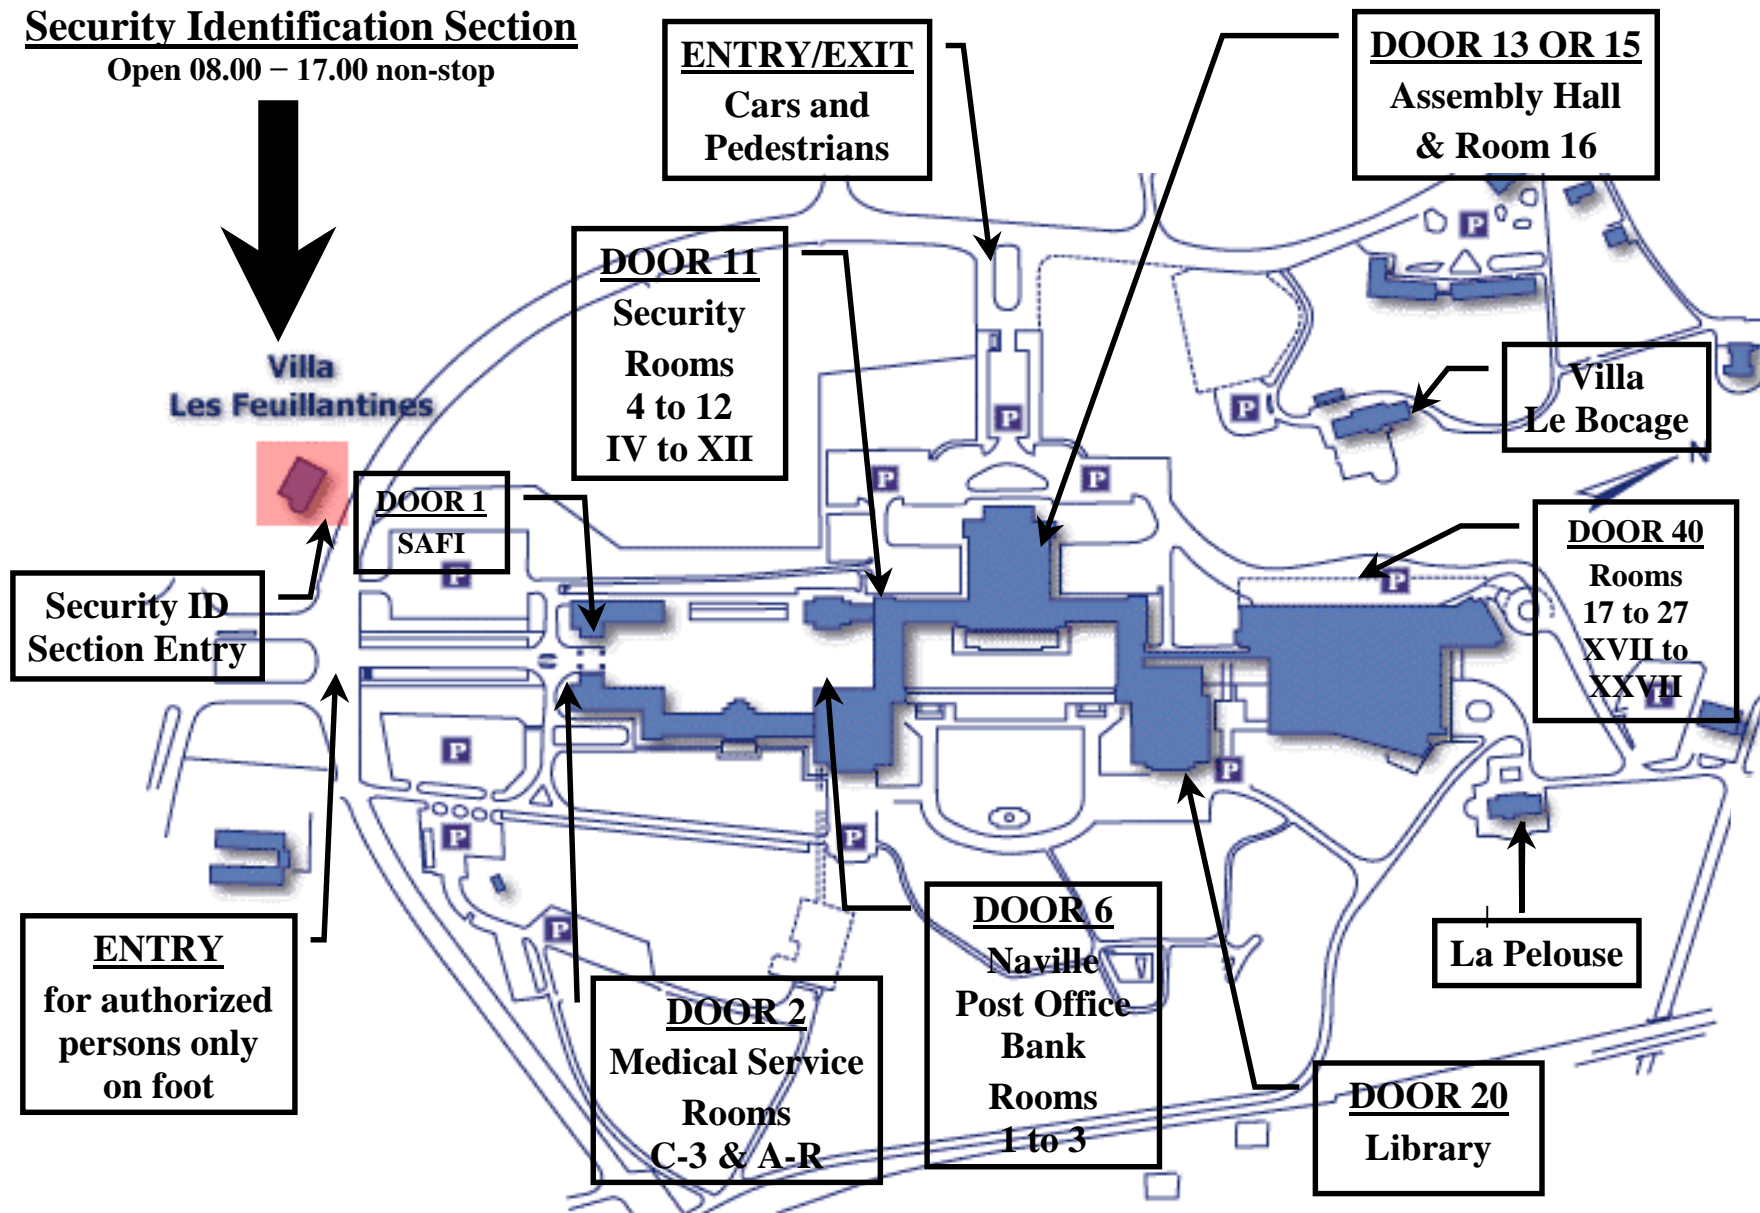 Security Identification Section
Open 08.00 – 17.00 non-stop
ENTRY/EXIT
Cars and
Pedestrians
DOOR 13 OR 15
Assembly Hall
& Room 16
DOOR 11
Security
Rooms
4 to 12
IV to XII
Villa
Les Feuillantines
Villa
Le Bocage
N
DOOR 1
SAFI
DOOR 40
Rooms
17 to 27
XVII to
XXVII
Security ID
Section Entry
ENTRY
for authorized
persons only
on foot
DOOR 2
Medical Service
Rooms
C-3 & A-R
DOOR 6
Naville
Post Office
Bank
Rooms
1 to 3
La Pelouse
DOOR 20
Library
P
P
P
P
P
P
P
P
P
P
P
P
P